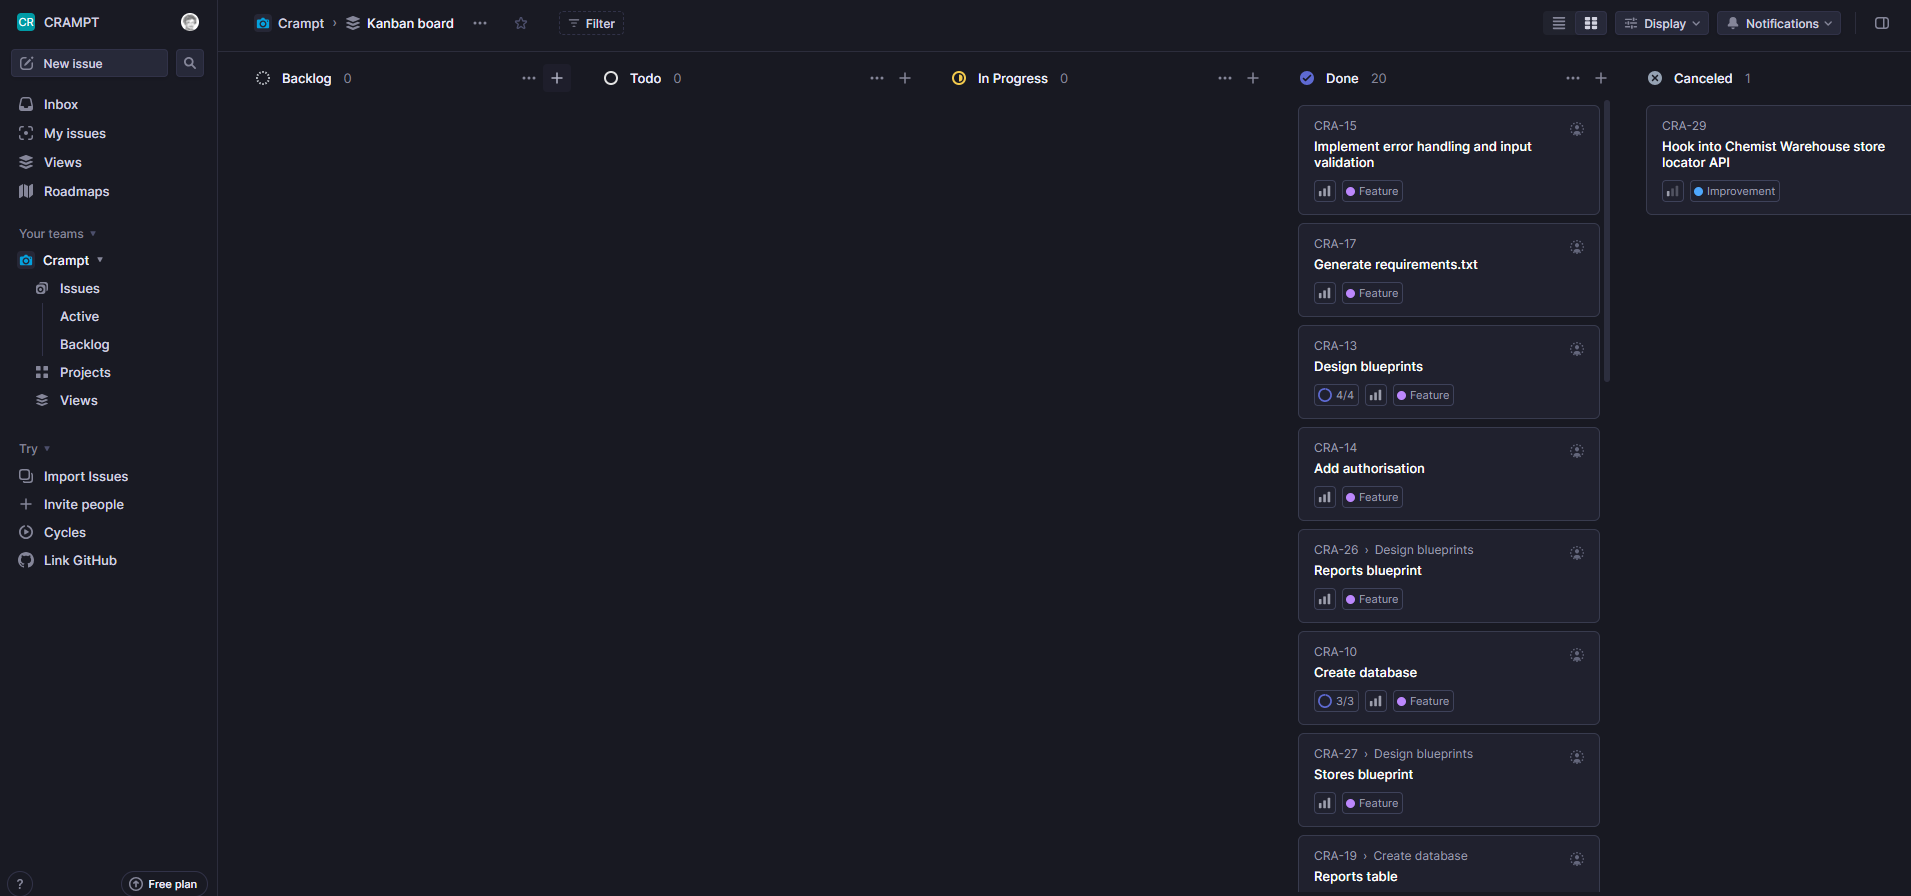 CR CRAMPT
New issue
Inbox
My issues
Views
Roadmaps
Your teams
Crampt
Issues
Active
Backlog
Projects
Views
Try
Import Issues
Invite people
Cycles
Link GitHub
?
Free plan
Crampt › Kanban board
Filter
Display
Notifications
Backlog 0
Todo 0
In Progress 0
Done 20
CRA-15
Implement error handling and input
validation
Feature
CRA-17
Generate requirements.txt
Feature
CRA-13
Design blueprints
4/4 Feature
CRA-14
Add authorisation
Feature
CRA-26 › Design blueprints
Reports blueprint
Feature
CRA-10
Create database
3/3 Feature
CRA-27 › Design blueprints
Stores blueprint
Feature
CRA-19 › Create database
Reports table
Canceled 1
CRA-29
Hook into Chemist Warehouse store
locator API
Improvement